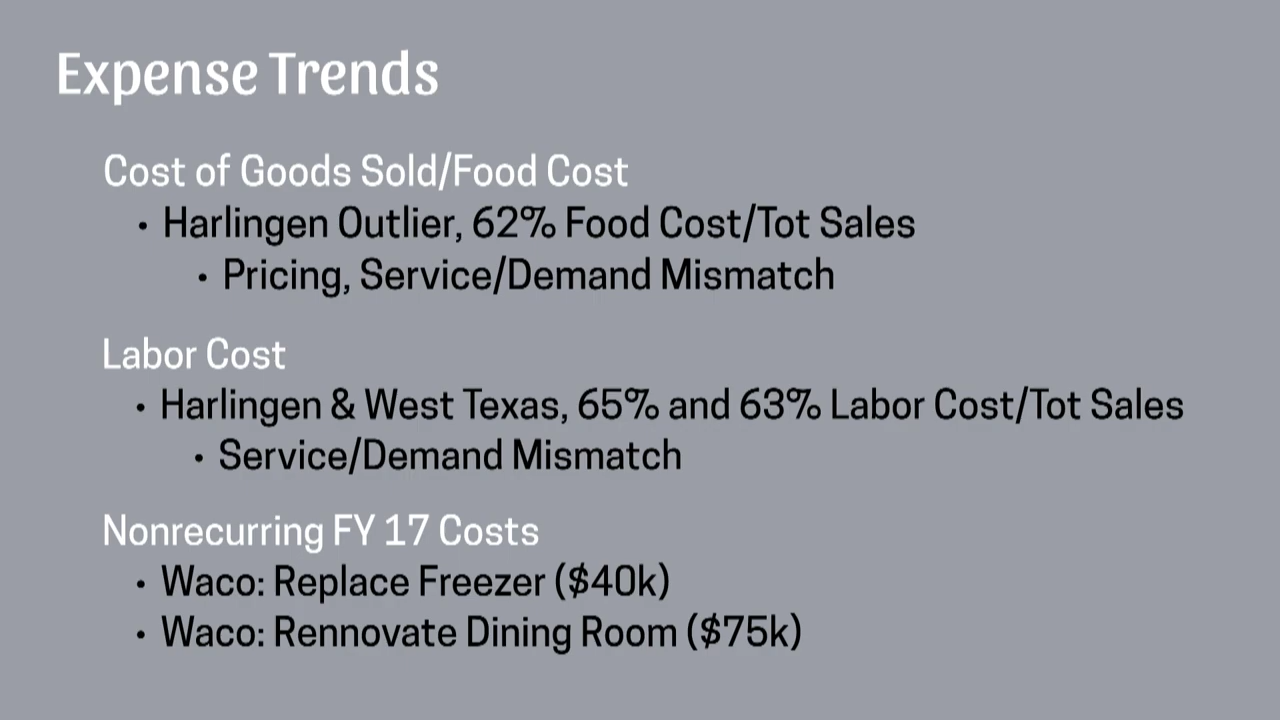 Expense Trends
Cost of Goods Sold/Food Cost
• Harlingen Outlier, 62% Food Cost/Tot Sales
• Pricing, Service/Demand Mismatch
Labor Cost
• Harlingen & West Texas, 65% and 63% Labor Cost/Tot Sales
• Service/Demand Mismatch
Nonrecurring FY 17 Costs
• Waco: Replace Freezer ($40k)
• Waco: Rennovate Dining Room ($75k)